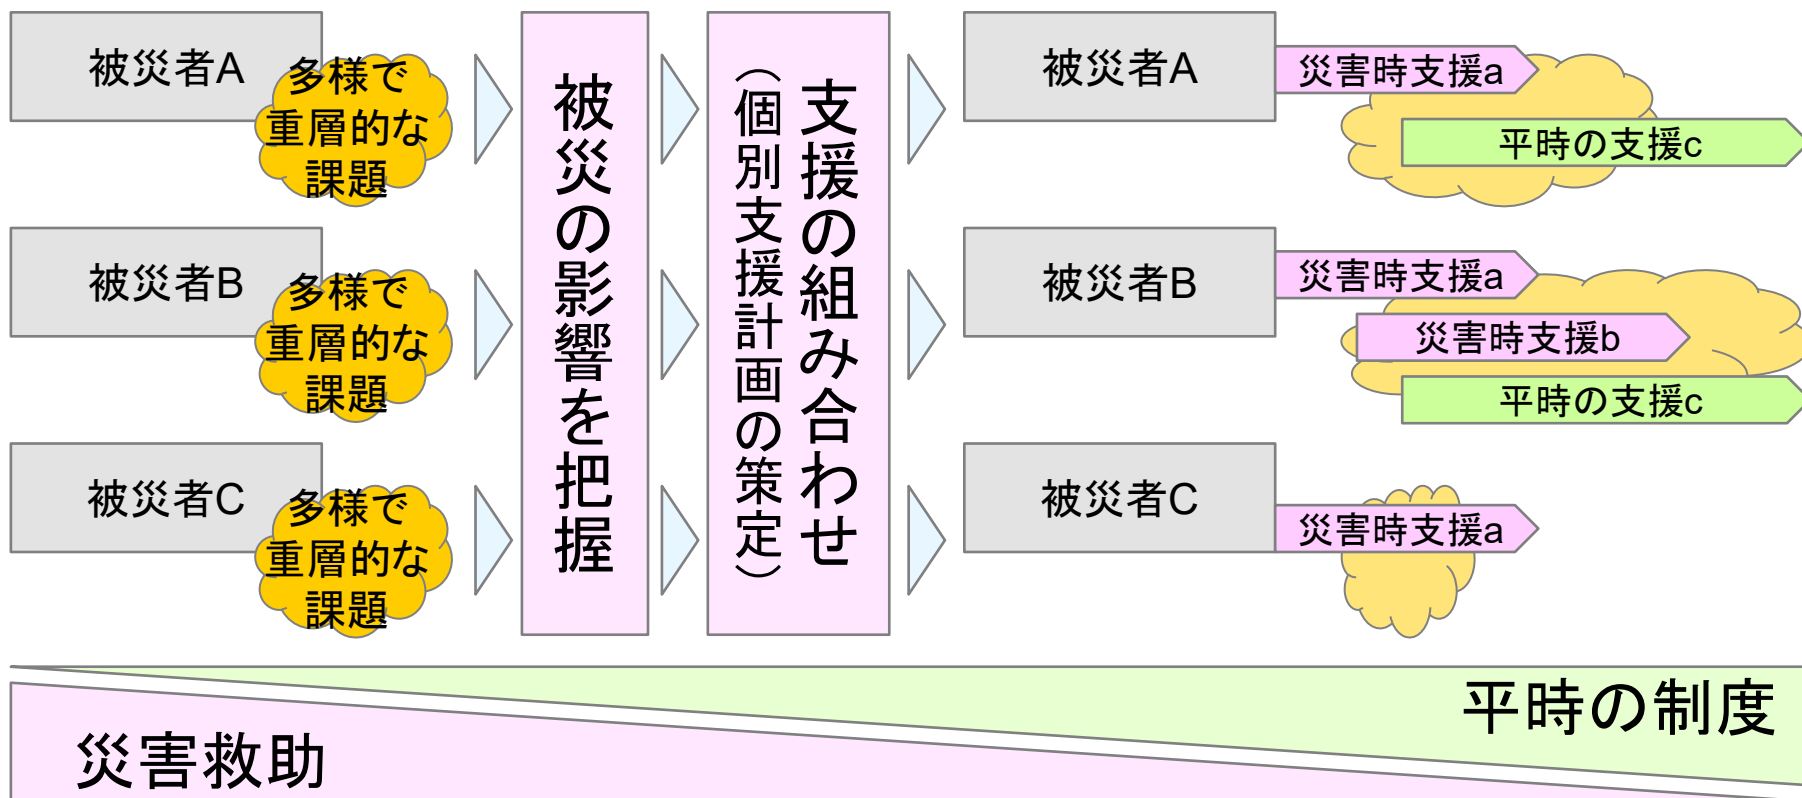 被災者A
多様で
重層的な
課題
被災者B
多様で
重層的な
課題
被災者C
多様で
重層的な
課題
被災の影響を把握
支援の組み合わせ
（個別支援計画の策定）
被災者A
災害時支援a
平時の支援c
被災者B
災害時支援a
災害時支援b
平時の支援c
被災者C
災害時支援a
平時の制度
災害救助